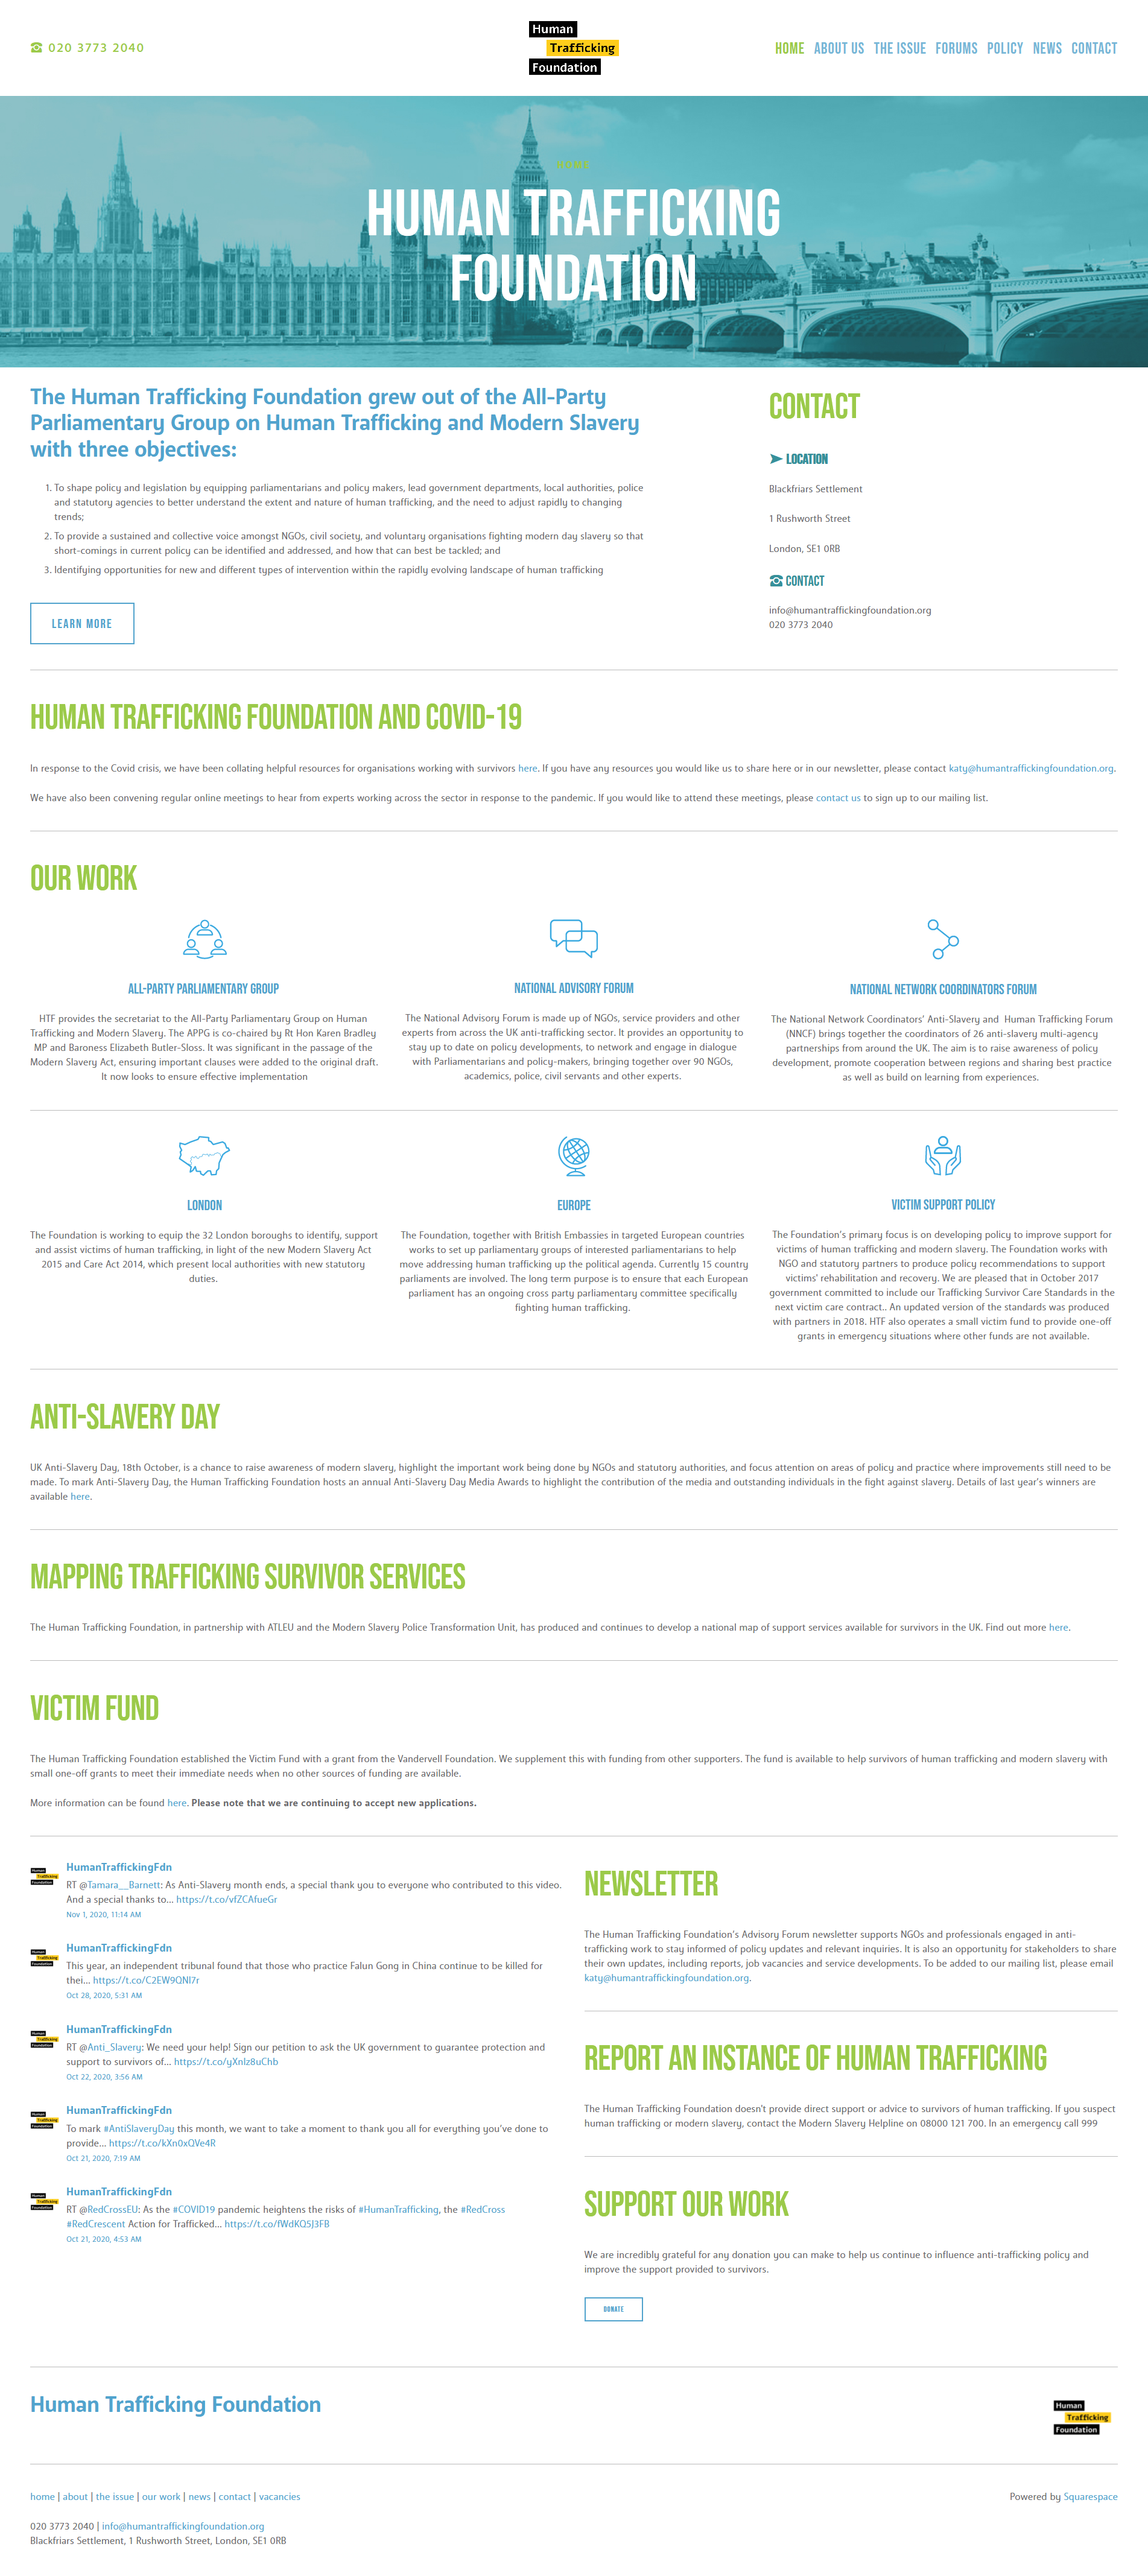 020 3773 2040
Human
Trafficking
Foundation
HOME ABOUT US THE ISSUE FORUMS POLICY NEWS CONTACT
HOME
HUMAN TRAFFICKING
FOUNDATION
The Human Trafficking Foundation grew out of the All-Party
Parliamentary Group on Human Trafficking and Modern Slavery
with three objectives:
1. To shape policy and legislation by equipping parliamentarians and policy makers, lead government departments, local authorities, police
and statutory agencies to better understand the extent and nature of human trafficking, and the need to adjust rapidly to changing
trends;
2. To provide a sustained and collective voice amongst NGOs, civil society, and voluntary organisations fighting modern day slavery so that
short-comings in current policy can be identified and addressed, and how that can best be tackled; and
3. Identifying opportunities for new and different types of intervention within the rapidly evolving landscape of human trafficking
LEARN MORE
CONTACT
LOCATION
Blackfriars Settlement
1 Rushworth Street
London, SE1 0RB
CONTACT
info@humantraffickingfoundation.org
020 3773 2040
HUMAN TRAFFICKING FOUNDATION AND COVID-19
In response to the Covid crisis, we have been collating helpful resources for organisations working with survivors here. If you have any resources you would like us to share here or in our newsletter, please contact katy@humantraffickingfoundation.org.
We have also been convening regular online meetings to hear from experts working across the sector in response to the pandemic. If you would like to attend these meetings, please contact us to sign up to our mailing list.
OUR WORK
ALL-PARTY PARLIAMENTARY GROUP
HTF provides the secretariat to the All-Party Parliamentary Group on Human
Trafficking and Modern Slavery. The APPG is co-chaired by Rt Hon Karen Bradley
MP and Baroness Elizabeth Butler-Sloss. It was significant in the passage of the
Modern Slavery Act, ensuring important clauses were added to the original draft.
It now looks to ensure effective implementation
NATIONAL ADVISORY FORUM
The National Advisory Forum is made up of NGOs, service providers and other
experts from across the UK anti-trafficking sector. It provides an opportunity to
stay up to date on policy developments, to network and engage in dialogue
with Parliamentarians and policy-makers, bringing together over 90 NGOs,
academics, police, civil servants and other experts.
NATIONAL NETWORK COORDINATORS FORUM
The National Network Coordinators' Anti-Slavery and Human Trafficking Forum
(NNCF) brings together the coordinators of 26 anti-slavery multi-agency
partnerships from around the UK. The aim is to raise awareness of policy
development, promote cooperation between regions and sharing best practice
as well as build on learning from experiences.
LONDON
The Foundation is working to equip the 32 London boroughs to identify, support
and assist victims of human trafficking, in light of the new Modern Slavery Act
2015 and Care Act 2014, which present local authorities with new statutory
duties.
EUROPE
The Foundation, together with British Embassies in targeted European countries
works to set up parliamentary groups of interested parliamentarians to help
move addressing human trafficking up the political agenda. Currently 15 country
parliaments are involved. The long term purpose is to ensure that each European
parliament has an ongoing cross party parliamentary committee specifically
fighting human trafficking.
VICTIM SUPPORT POLICY
The Foundation's primary focus is on developing policy to improve support for
victims of human trafficking and modern slavery. The Foundation works with
NGO and statutory partners to produce policy recommendations to support
victims' rehabilitation and recovery. We are pleased that in October 2017
government committed to include our Trafficking Survivor Care Standards in the
next victim care contract.. An updated version of the standards was produced
with partners in 2018. HTF also operates a small victim fund to provide one-off
grants in emergency situations where other funds are not available.
ANTI-SLAVERY DAY
UK Anti-Slavery Day, 18th October, is a chance to raise awareness of modern slavery, highlight the important work being done by NGOs and statutory authorities, and focus attention on areas of policy and practice where improvements still need to be
made. To mark Anti-Slavery Day, the Human Trafficking Foundation hosts an annual Anti-Slavery Day Media Awards to highlight the contribution of the media and outstanding individuals in the fight against slavery. Details of last year's winners are
available here.
MAPPING TRAFFICKING SURVIVOR SERVICES
The Human Trafficking Foundation, in partnership with ATLEU and the Modern Slavery Police Transformation Unit, has produced and continues to develop a national map of support services available for survivors in the UK. Find out more here.
VICTIM FUND
The Human Trafficking Foundation established the Victim Fund with a grant from the Vandervell Foundation. We supplement this with funding from other supporters. The fund is available to help survivors of human trafficking and modern slavery with
small one-off grants to meet their immediate needs when no other sources of funding are available.
More information can be found here. Please note that we are continuing to accept new applications.
HumanTraffickingFdn
RT @Tamara__Barnett: As Anti-Slavery month ends, a special thank you to everyone who contributed to this video.
And a special thanks to… https://t.co/vfZCAfueGr
Nov 1, 2020, 11:14 AM
HumanTraffickingFdn
This year, an independent tribunal found that those who practice Falun Gong in China continue to be killed for
thei… https://t.co/C2EW9QNl7r
Oct 28, 2020, 5:31 AM
HumanTraffickingFdn
RT @Anti_Slavery: We need your help! Sign our petition to ask the UK government to guarantee protection and
support to survivors of… https://t.co/yXnlz8uChb
Oct 22, 2020, 3:56 AM
HumanTraffickingFdn
To mark #AntiSlaveryDay this month, we want to take a moment to thank you all for everything you've done to
provide… https://t.co/kXn0xQVe4R
Oct 21, 2020, 7:19 AM
HumanTraffickingFdn
RT @RedCrossEU: As the #COVID19 pandemic heightens the risks of #HumanTrafficking, the #RedCross
#RedCrescent Action for Trafficked… https://t.co/fWdKQ5J3FB
Oct 21, 2020, 4:53 AM
NEWSLETTER
The Human Trafficking Foundation's Advisory Forum newsletter supports NGOs and professionals engaged in anti-
trafficking work to stay informed of policy updates and relevant inquiries. It is also an opportunity for stakeholders to share
their own updates, including reports, job vacancies and service developments. To be added to our mailing list, please email
katy@humantraffickingfoundation.org.
REPORT AN INSTANCE OF HUMAN TRAFFICKING
The Human Trafficking Foundation doesn't provide direct support or advice to survivors of human trafficking. If you suspect
human trafficking or modern slavery, contact the Modern Slavery Helpline on 08000 121 700. In an emergency call 999
SUPPORT OUR WORK
We are incredibly grateful for any donation you can make to help us continue to influence anti-trafficking policy and
improve the support provided to survivors.
DONATE
Human Trafficking Foundation
Human
Trafficking
Foundation
home | about | the issue | our work | news | contact | vacancies
Powered by Squarespace
020 3773 2040 | info@humantraffickingfoundation.org
Blackfriars Settlement, 1 Rushworth Street, London, SE1 0RB